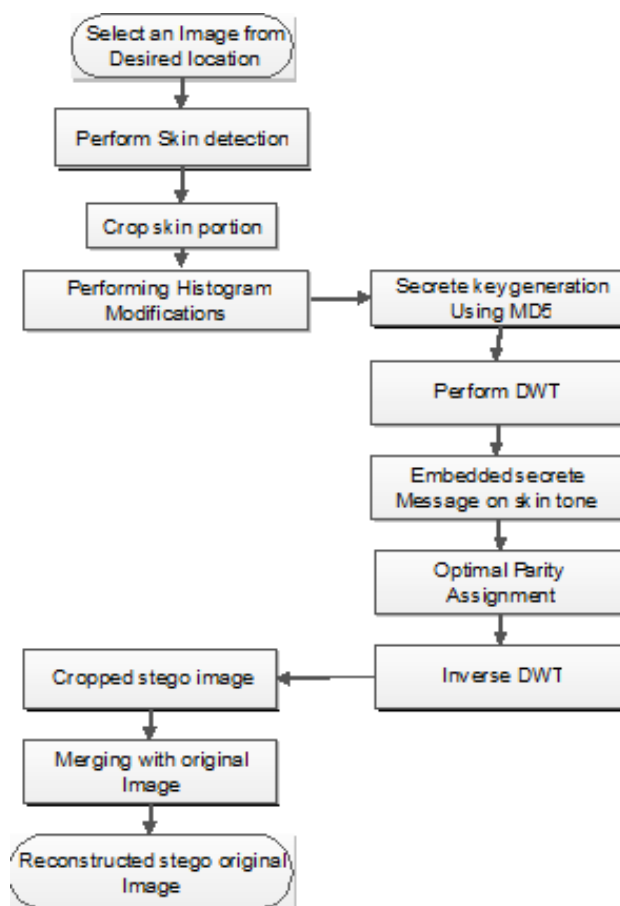 Select an Image from
Desired location
Perform Skin detection
Crop skin portion
Performing Histogram
Modifications
Secrete key generation
Using MD5
Perform DWT
Embedded secrete
Message on skin tone
Optimal Parity
Assignment
Inverse DWT
Cropped stego image
Merging with original
Image
Reconstructed stego original
Image